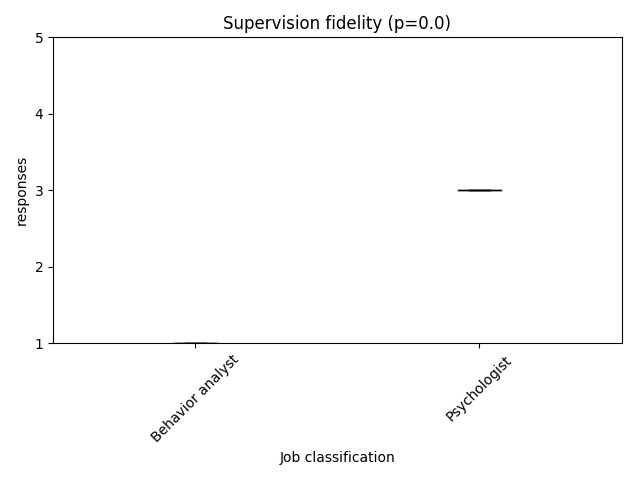 Supervision fidelity (p=0.0)
5
4
3
2
1
responses
Behavior analyst
Psychologist
Job classification